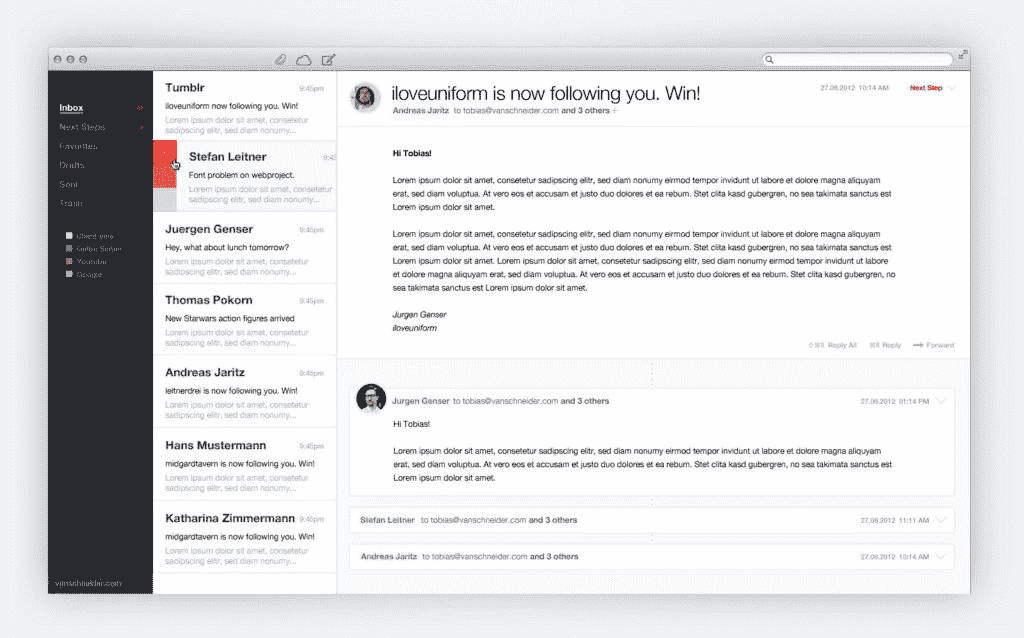 Inbox
Next Steps
Favorites
Drafts
Sent
Trash
Youtube
Google
vanschneider.com
Tumblr 9:45pm
iloveuniform now following you. Win!
Lorem ipsum dolor sit amet, consetetur
sadipscing elitr, sed diam nonumy...
Stefan Leitner 9:45
Font problem on webproject.
Lorem ipsum dolor sit amet, consetetur
sadipscing elitr, sed diam nonumy...
Juergen Genser 9:45pm
Hey, what about lunch tomorrow?
Lorem ipsum dolor sit amet, consetetur
sadipscing elitr, sed diam nonumy...
Thomas Pokorn 9:45pm
New Starwars action figures arrived
Lorem ipsum dolor sit amet, consetetur
sadipscing elitr, sed diam nonumy...
Andreas Jaritz 9:45pm
leitnerdrei is now following you. Win!
Lorem ipsum dolor sit amet, consetetur
sadipscing elitr, sed diam nonumy...
Hans Mustermann 9:45pm
midgardtavern is now following you. Win!
Lorem ipsum dolor sit amet, consetetur
sadipscing elitr, sed diam nonumy...
Katharina Zimmermann 9:45pm
midgardtavern is now following you. Win!
Lorem ipsum dolor sit amet, consetetur
sadipscing elitr, sed diam nonumy...
iloveuniform is now following you. Win!
27.06.2012 10:14 AM Next Step
Andreas Jaritz to tobias@vanschneider.com and 3 others +
Hi Tobias!
Lorem ipsum dolor sit amet, consetetur sadipscing elitr, sed diam nonumy eirmod tempor invidunt ut labore et dolore magna aliquyam
erat, sed diam voluptua. At vero eos et accusam et justo duo dolores et ea rebum. Stet clita kasd gubergren, no sea takimata sanctus est
Lorem ipsum dolor sit amet.
Lorem ipsum dolor sit amet, consetetur sadipscing elitr, sed diam nonumy eirmod tempor invidunt ut labore et dolore magna aliquyam
erat, sed diam voluptua. At vero eos et accusam et justo duo dolores et ea rebum. Stet clita kasd gubergren, no sea takimata sanctus
est Lorem ipsum dolor sit amet. Lorem ipsum dolor sit amet, consetetur sadipscing elitr, sed diam nonumy eirmod tempor invidunt ut labore
et dolore magna aliquyam erat, sed diam voluptua. At vero eos et accusam et justo duo dolores et ea rebum. Stet clita kasd gubergren, no
sea takimata sanctus est Lorem ipsum dolor sit amet.
Jurgen Genser
iloveuniform
Reply All Reply Forward
Jurgen Genser to tobias@vanschneider.com and 3 others 27.06.2012 01:14 PM
Hi Tobias!
Lorem ipsum dolor sit amet, consetetur sadipscing elitr, sed diam nonumy eirmod tempor invidunt ut labore et dolore magna aliquyam
erat, sed diam voluptua. At vero eos et accusam et justo duo dolores et ea rebum. Stet clita kasd gubergren, no sea takimata sanctus est
Lorem ipsum dolor sit amet.
Stefan Leitner to tobias@vanschneider.com and 3 others 27.06.2012 11:11 AM
Andreas Jaritz to tobias@vanschneider.com and 3 others 27.06.2012 10:14 AM